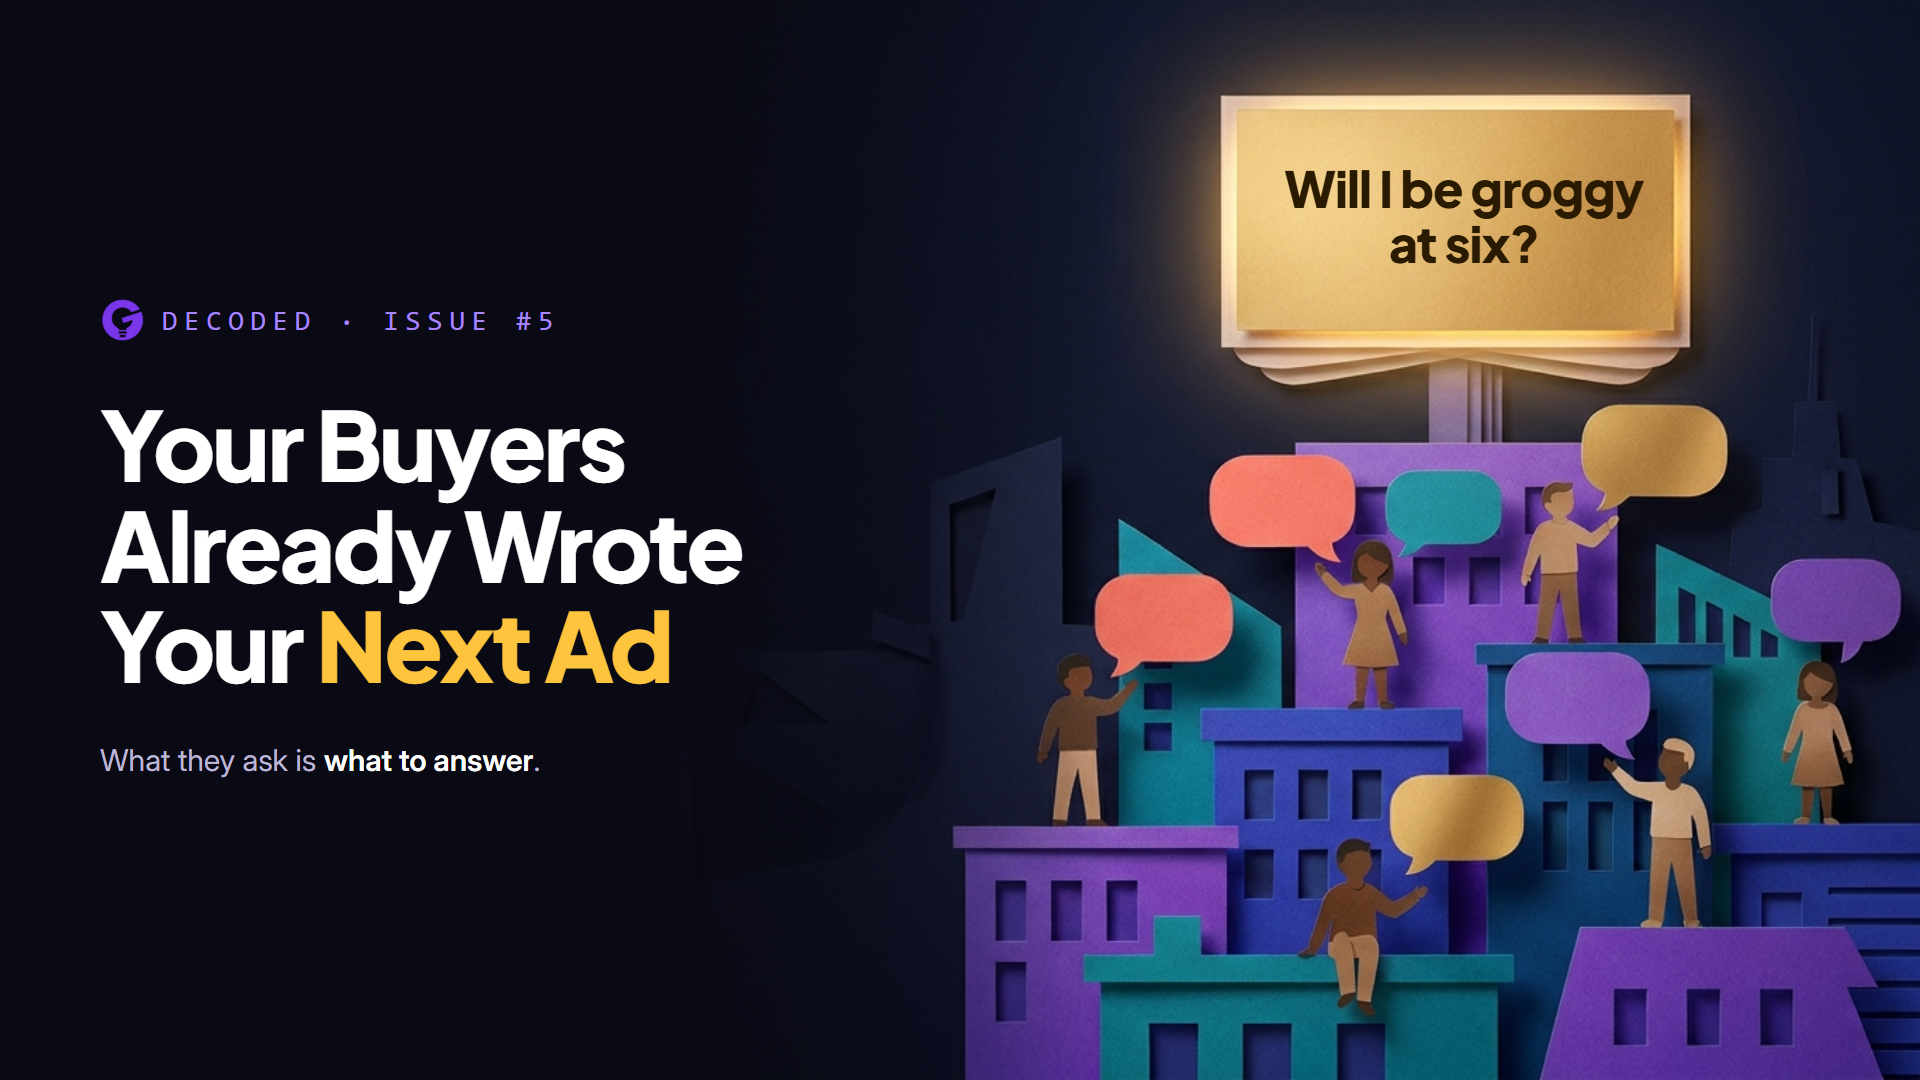 DECODED · ISSUE #5
Your Buyers
Already Wrote
Your Next Ad
What they ask is what to answer.
Will I be groggy
at six?